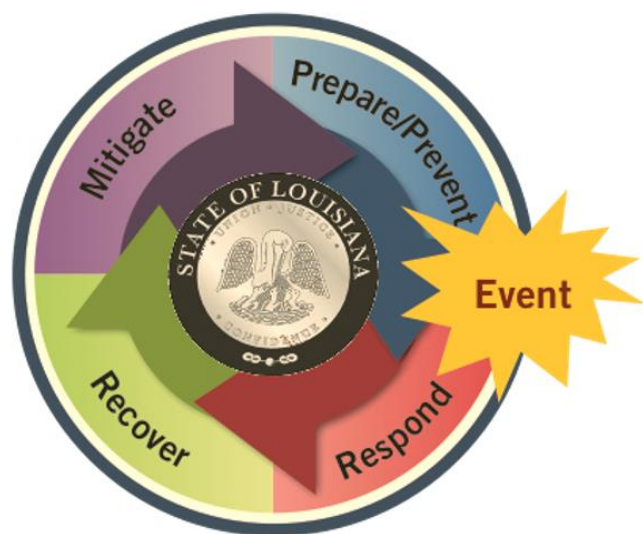 Mitigate
Prepare/Prevent
Event
Respond
Recover
STATE OF LOUISIANA
UNION · JUSTICE
CONFIDENCE